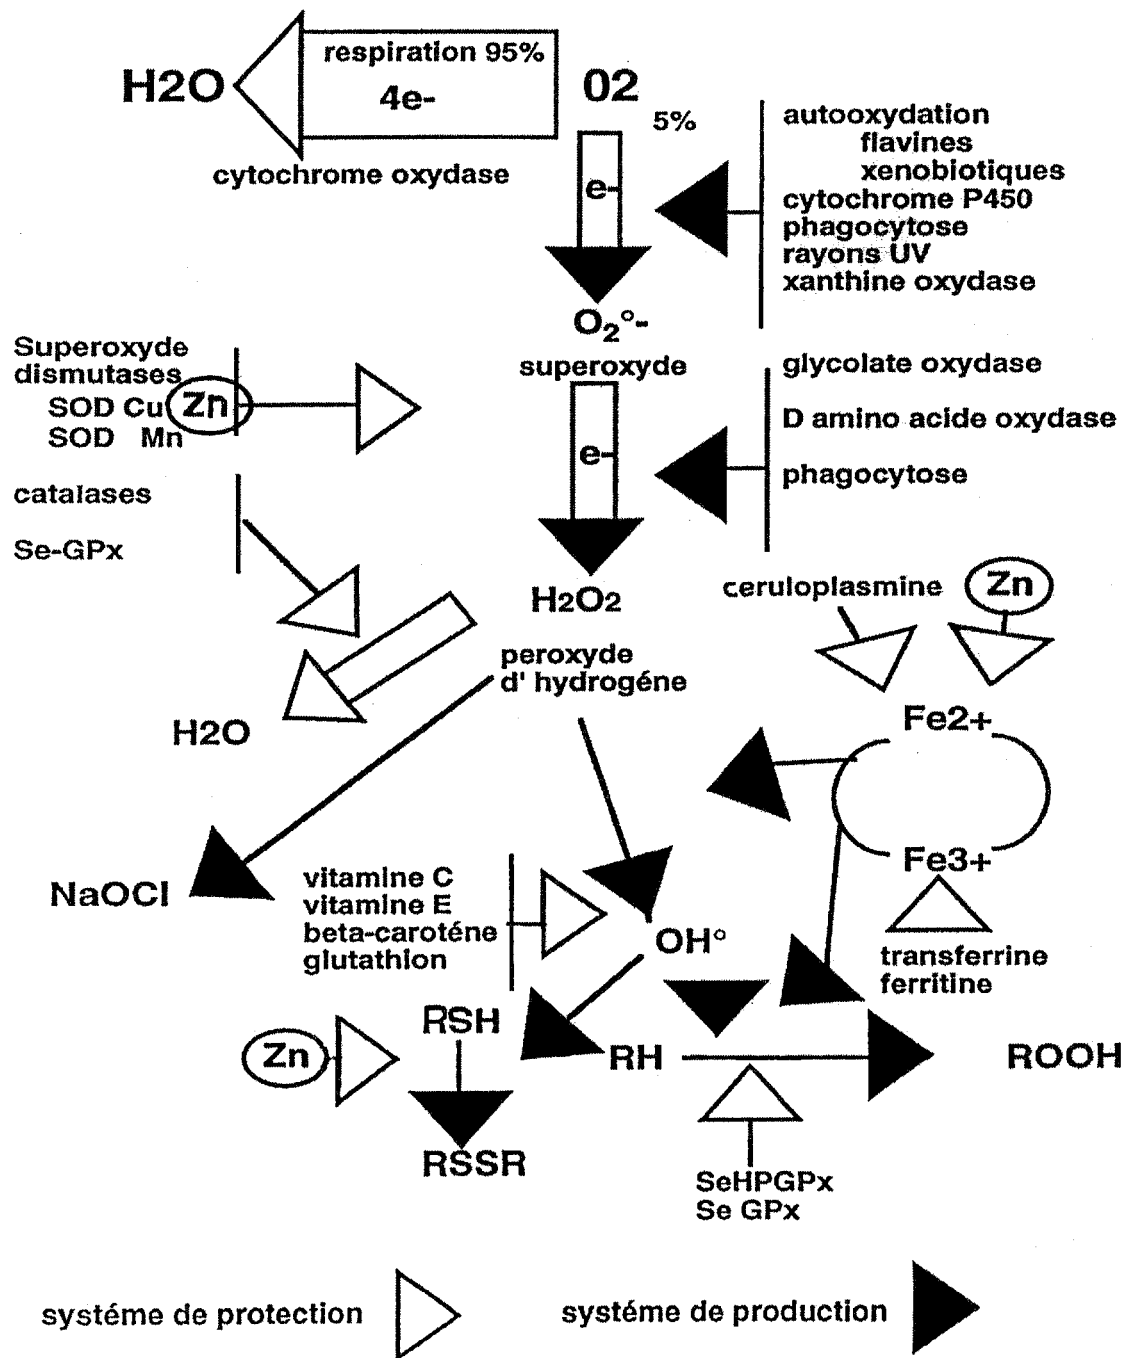 respiration 95%
H2O
4e-
02
5%
cytochrome oxydase
e-
autooxydation
flavines
xenobiotiques
cytochrome P450
phagocytose
rayons UV
xanthine oxydase
O2°-
superoxyde
Superoxyde
dismutases
SOD Cu Zn
SOD Mn
e-
glycolate oxydase
D amino acide oxydase
phagocytose
catalases
Se-GPx
H2O2
peroxyde
d' hydrogéne
ceruloplasmine
Zn
H2O
Fe2+
Fe3+
transferrine
ferritine
NaOCl
vitamine C
vitamine E
beta-caroténe
glutathion
OH°
RSH
Zn
RH
ROOH
RSSR
SeHPGPx
Se GPx
systéme de protection
systéme de production